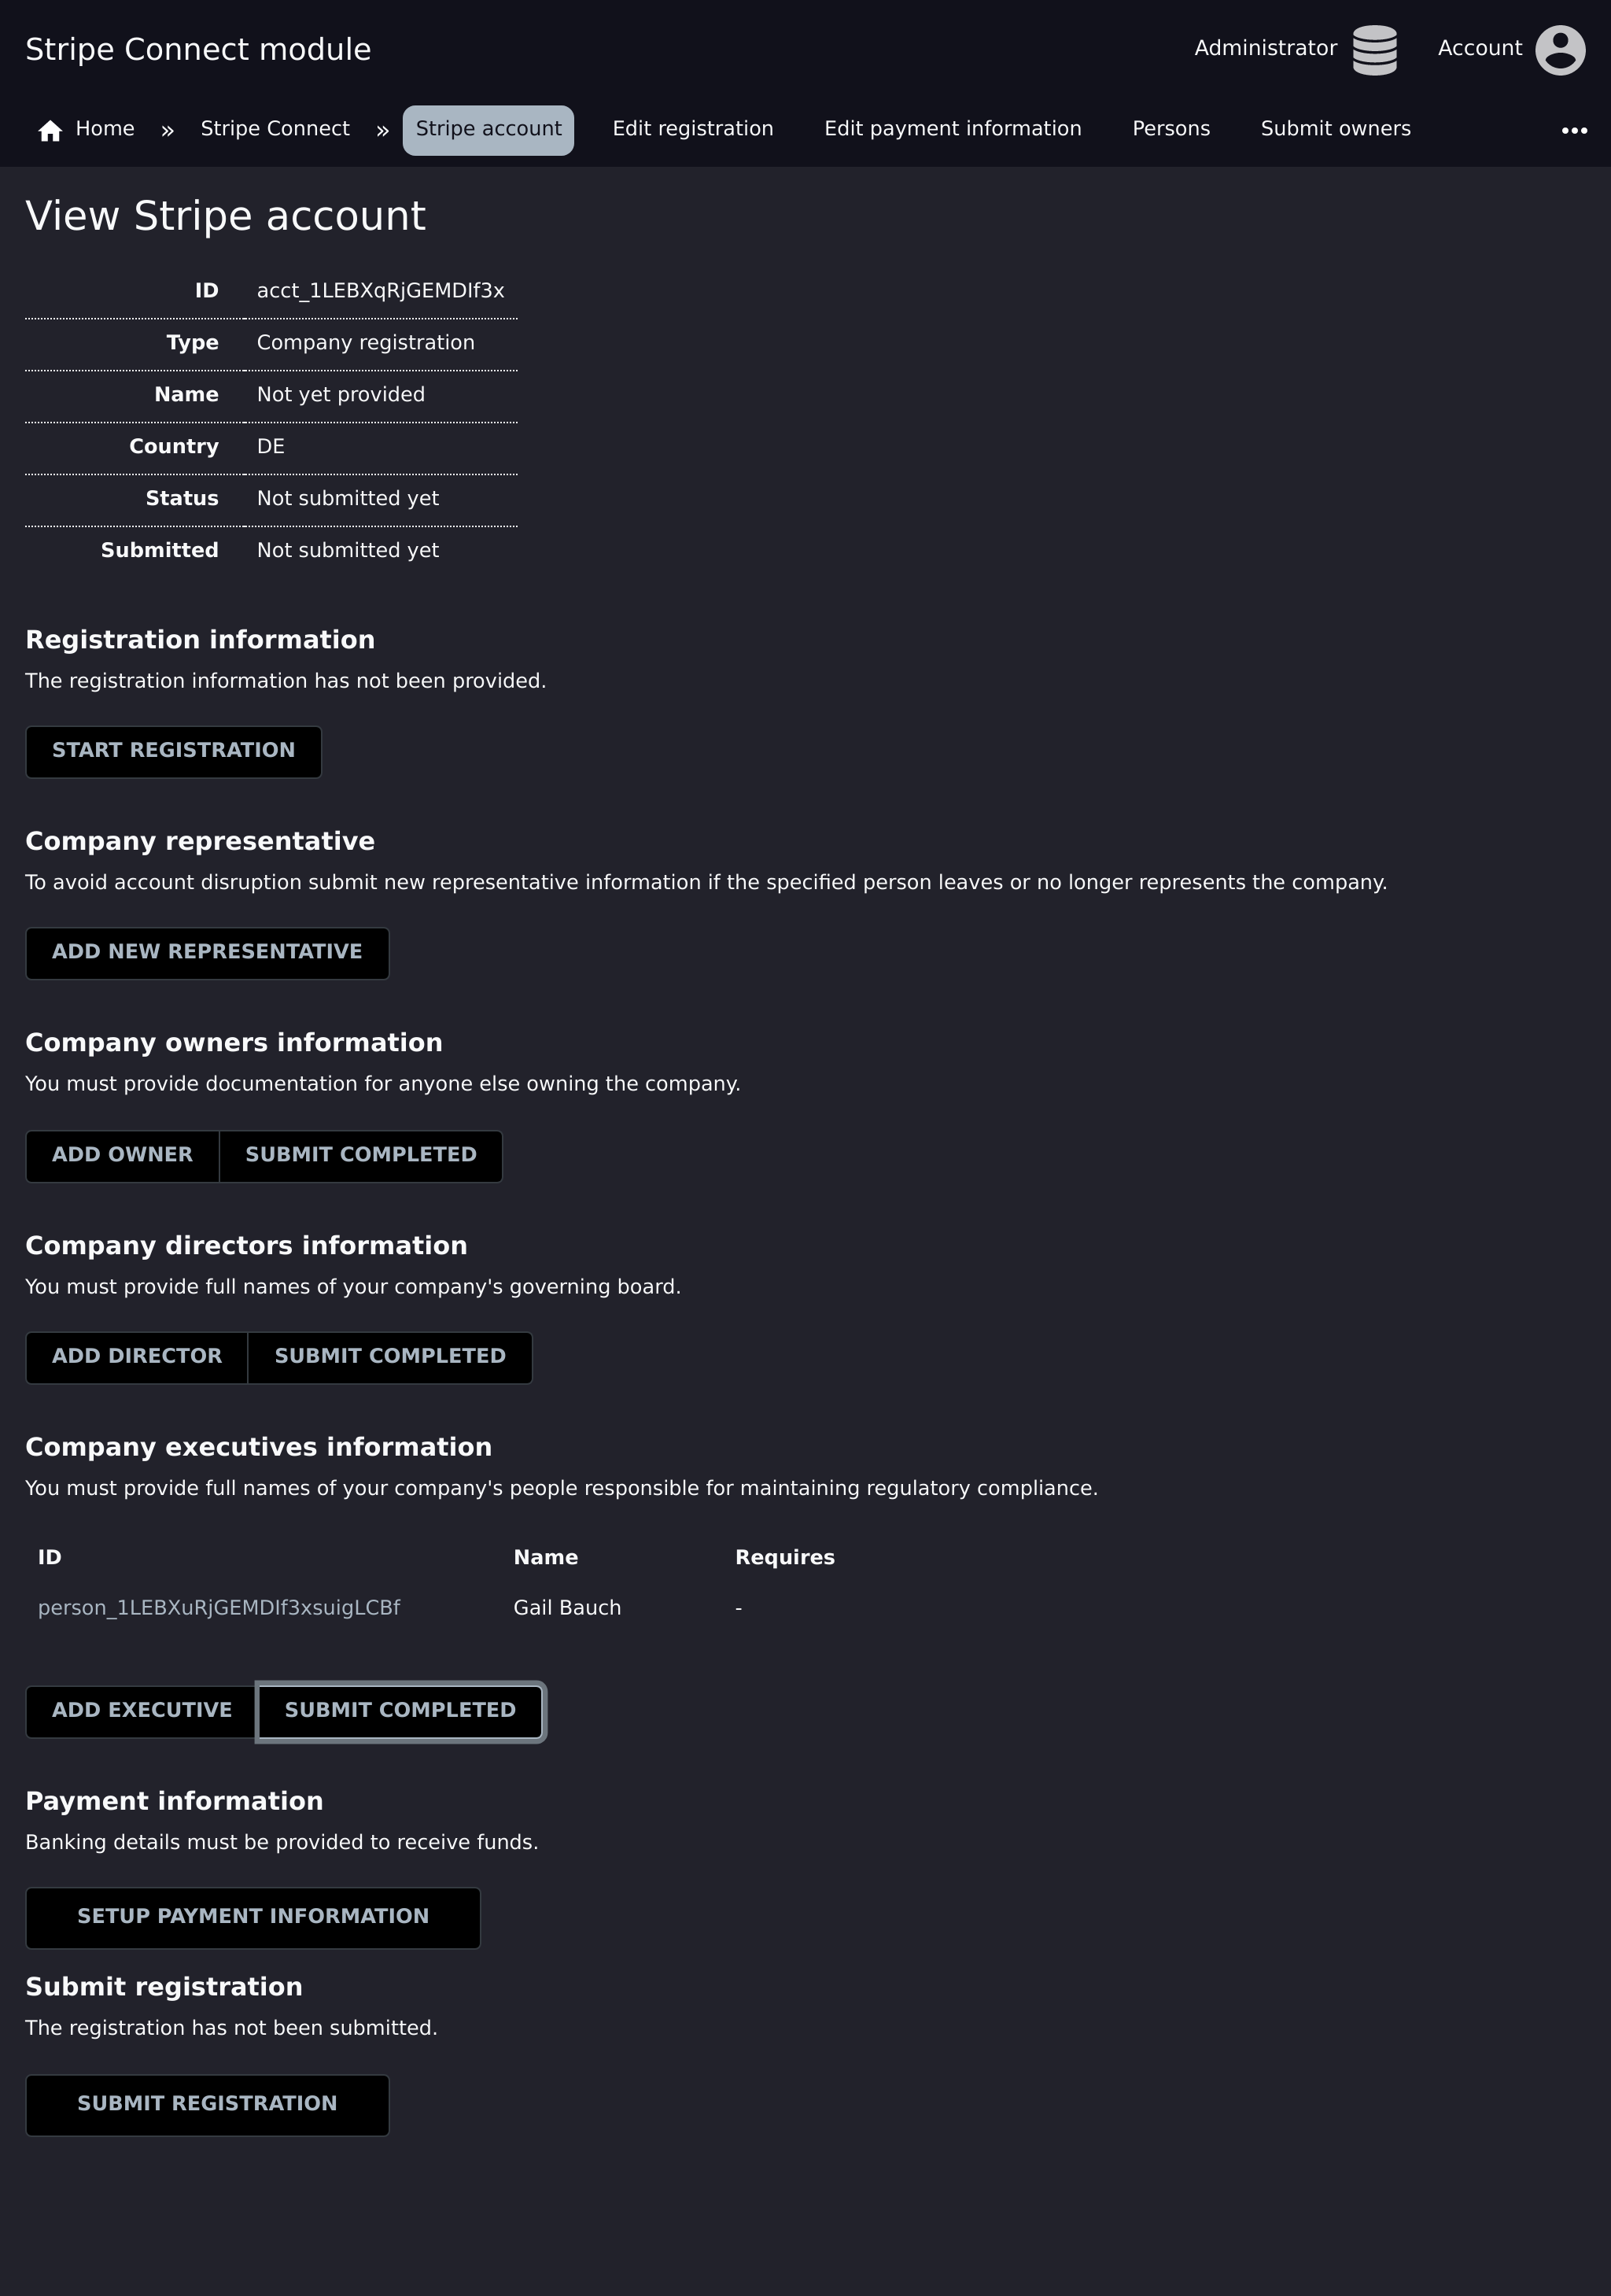 Stripe Connect module
Administrator
Account
Home » Stripe Connect » Stripe account Edit registration Edit payment information Persons Submit owners •••
View Stripe account
ID acct_1LEBXqRjGEMDIf3x
Type Company registration
Name Not yet provided
Country DE
Status Not submitted yet
Submitted Not submitted yet
Registration information
The registration information has not been provided.
START REGISTRATION
Company representative
To avoid account disruption submit new representative information if the specified person leaves or no longer represents the company.
ADD NEW REPRESENTATIVE
Company owners information
You must provide documentation for anyone else owning the company.
ADD OWNER SUBMIT COMPLETED
Company directors information
You must provide full names of your company's governing board.
ADD DIRECTOR SUBMIT COMPLETED
Company executives information
You must provide full names of your company's people responsible for maintaining regulatory compliance.
ID Name Requires
person_1LEBXuRjGEMDIf3xsuigLCBf Gail Bauch -
ADD EXECUTIVE SUBMIT COMPLETED
Payment information
Banking details must be provided to receive funds.
SETUP PAYMENT INFORMATION
Submit registration
The registration has not been submitted.
SUBMIT REGISTRATION